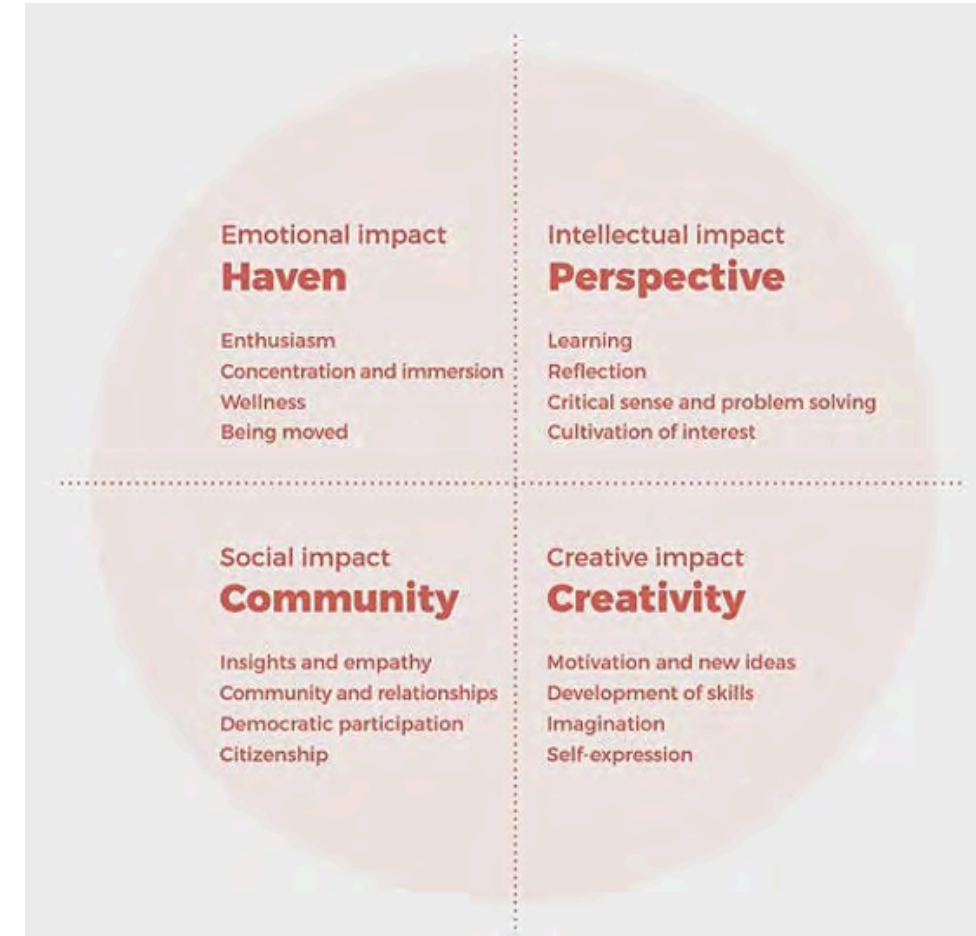 Emotional impact
Haven
Enthusiasm
Concentration and immersion
Wellness
Being moved
Intellectual impact
Perspective
Learning
Reflection
Critical sense and problem solving
Cultivation of interest
Social impact
Community
Insights and empathy
Community and relationships
Democratic participation
Citizenship
Creative impact
Creativity
Motivation and new ideas
Development of skills
Imagination
Self-expression